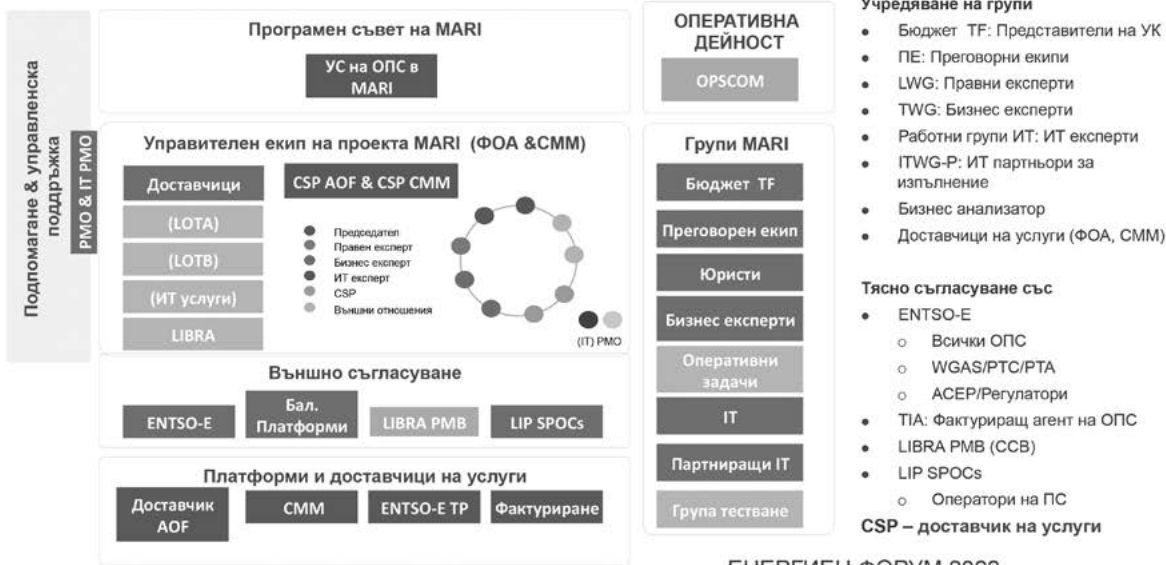 Подпомагане & управленска
поддръжка
PMO & IT PMO
Програмен съвет на MARI
УС на ОПС в
MARI
Управителен екип на проекта MARI (ФОА &CMM)
Доставчици
(LOTA)
(LOTB)
(ИТ услуги)
LIBRA
CSP AOF & CSP CMM
Председател
Правен експерт
Бизнес експерт
ИТ експерт
CSP
Външни отношения
(IT) PMO
Външно съгласуване
ENTSO-E
Бал.
Платформи
LIBRA PMB
LIP SPOCs
Платформи и доставчици на услуги
Доставчик
AOF
CMM
ENTSO-E TP
Фактуриране
ОПЕРАТИВНА
ДЕЙНОСТ
OPSCOM
Групи MARI
Бюджет TF
Преговорен екип
Юристи
Бизнес експерти
Оперативни
задачи
IT
Партниращи IT
Група тестване
Учредяване на групи
• Бюджет TF: Представители на УК
• ПЕ: Преговорни екипи
• LWG: Правни експерти
• TWG: Бизнес експерти
• Работни групи ИТ: ИТ експерти
• ITWG-P: ИТ партньори за
изпълнение
• Бизнес анализатор
• Доставчици на услуги (ФОА, CMM)
Тясно съгласуване със
• ENTSO-E
o Всички ОПС
o WGAS/PTC/PTA
o ACEP/Регулатори
• TIA: Фактуриращ агент на ОПС
• LIBRA PMB (CCB)
• LIP SPOCs
o Оператори на ПС
CSP – доставчик на услуги
ЕНЕРГИЕН ФОРУМ 2022